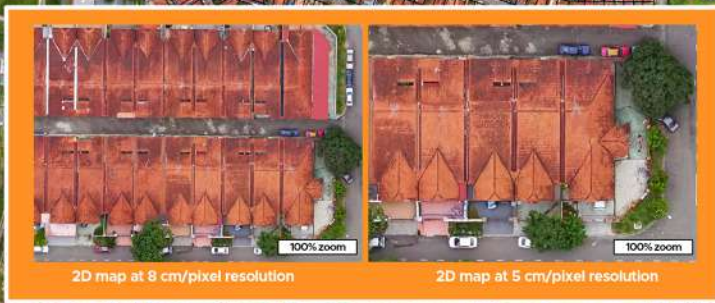 100% zoom
100% zoom
2D map at 8 cm/pixel resolution
2D map at 5 cm/pixel resolution